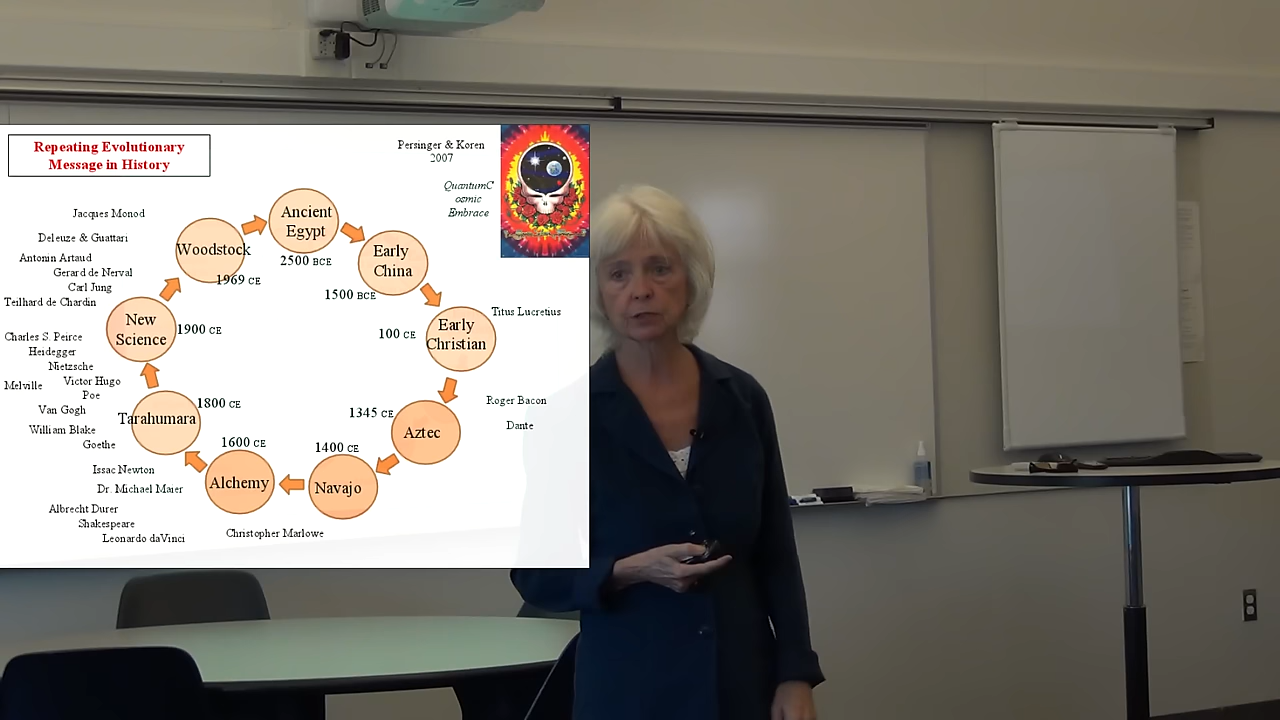 Repeating Evolutionary
Message in History
Persinger & Koren
2007
QuantumC
osmic
Embrace
Jacques Monod
Deleuze & Guattari
Antonin Artaud
Gerard de Nerval
Carl Jung
Teilhard de Chardin
Charles S. Peirce
Heidegger
Nietzsche
Melville
Victor Hugo
Poe
Van Gogh
William Blake
Goethe
Issac Newton
Dr. Michael Maier
Albrecht Durer
Shakespeare
Leonardo daVinci
Christopher Marlowe
Ancient
Egypt
2500 BCE
Early
China
1500 BCE
Early
Christian
100 CE
Titus Lucretius
Aztec
1345 CE
Roger Bacon
Dante
Navajo
1400 CE
Alchemy
1600 CE
Tarahumara
1800 CE
New
Science
1900 CE
Woodstock
1969 CE